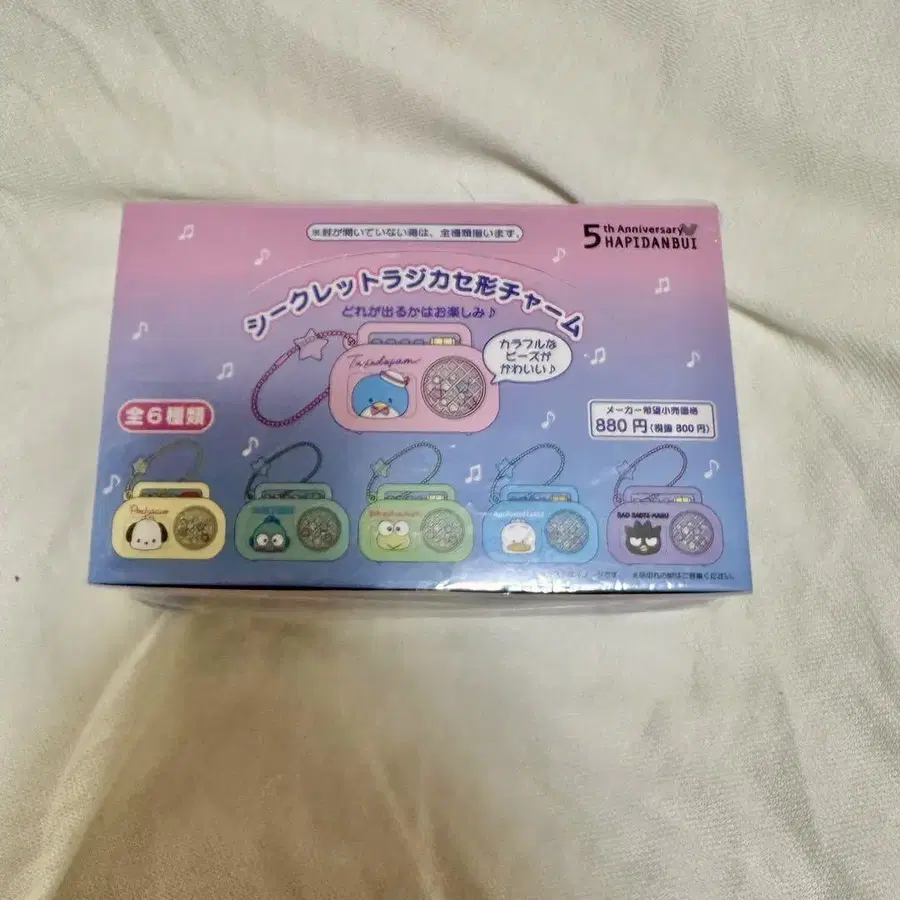 ※封が開いていない場合は、全種類揃います。
5th Anniversary
HAPIDANBUI
シークレットラジカセ形チャーム
どれが出るかはお楽しみ♪
カラフルな
ビーズが
かわいい♪
Tuxedosam
全6種類
メーカー希望小売価格
880円(税抜800円)
Pochacco
BAD BADTZ-MARU